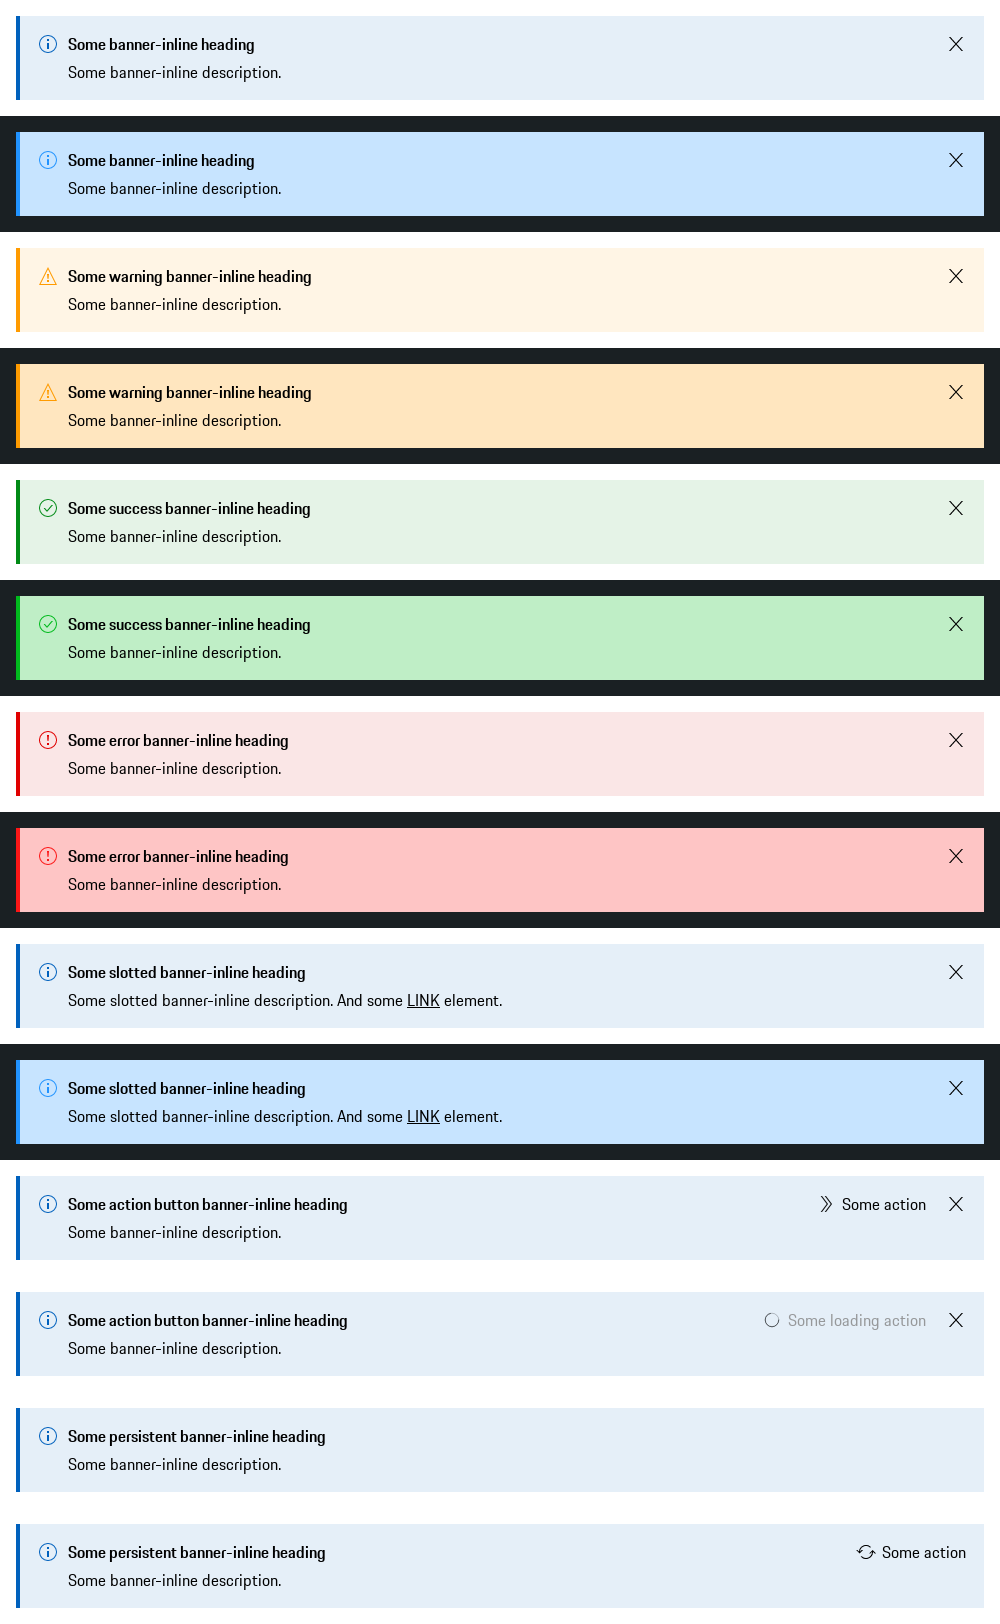 Some banner-inline heading
Some banner-inline description.
Some banner-inline heading
Some banner-inline description.
Some warning banner-inline heading
Some banner-inline description.
Some warning banner-inline heading
Some banner-inline description.
Some success banner-inline heading
Some banner-inline description.
Some success banner-inline heading
Some banner-inline description.
Some error banner-inline heading
Some banner-inline description.
Some error banner-inline heading
Some banner-inline description.
Some slotted banner-inline heading
Some slotted banner-inline description. And some LINK element.
Some slotted banner-inline heading
Some slotted banner-inline description. And some LINK element.
Some action button banner-inline heading Some action
Some banner-inline description.
Some action button banner-inline heading Some loading action
Some banner-inline description.
Some persistent banner-inline heading
Some banner-inline description.
Some persistent banner-inline heading Some action
Some banner-inline description.